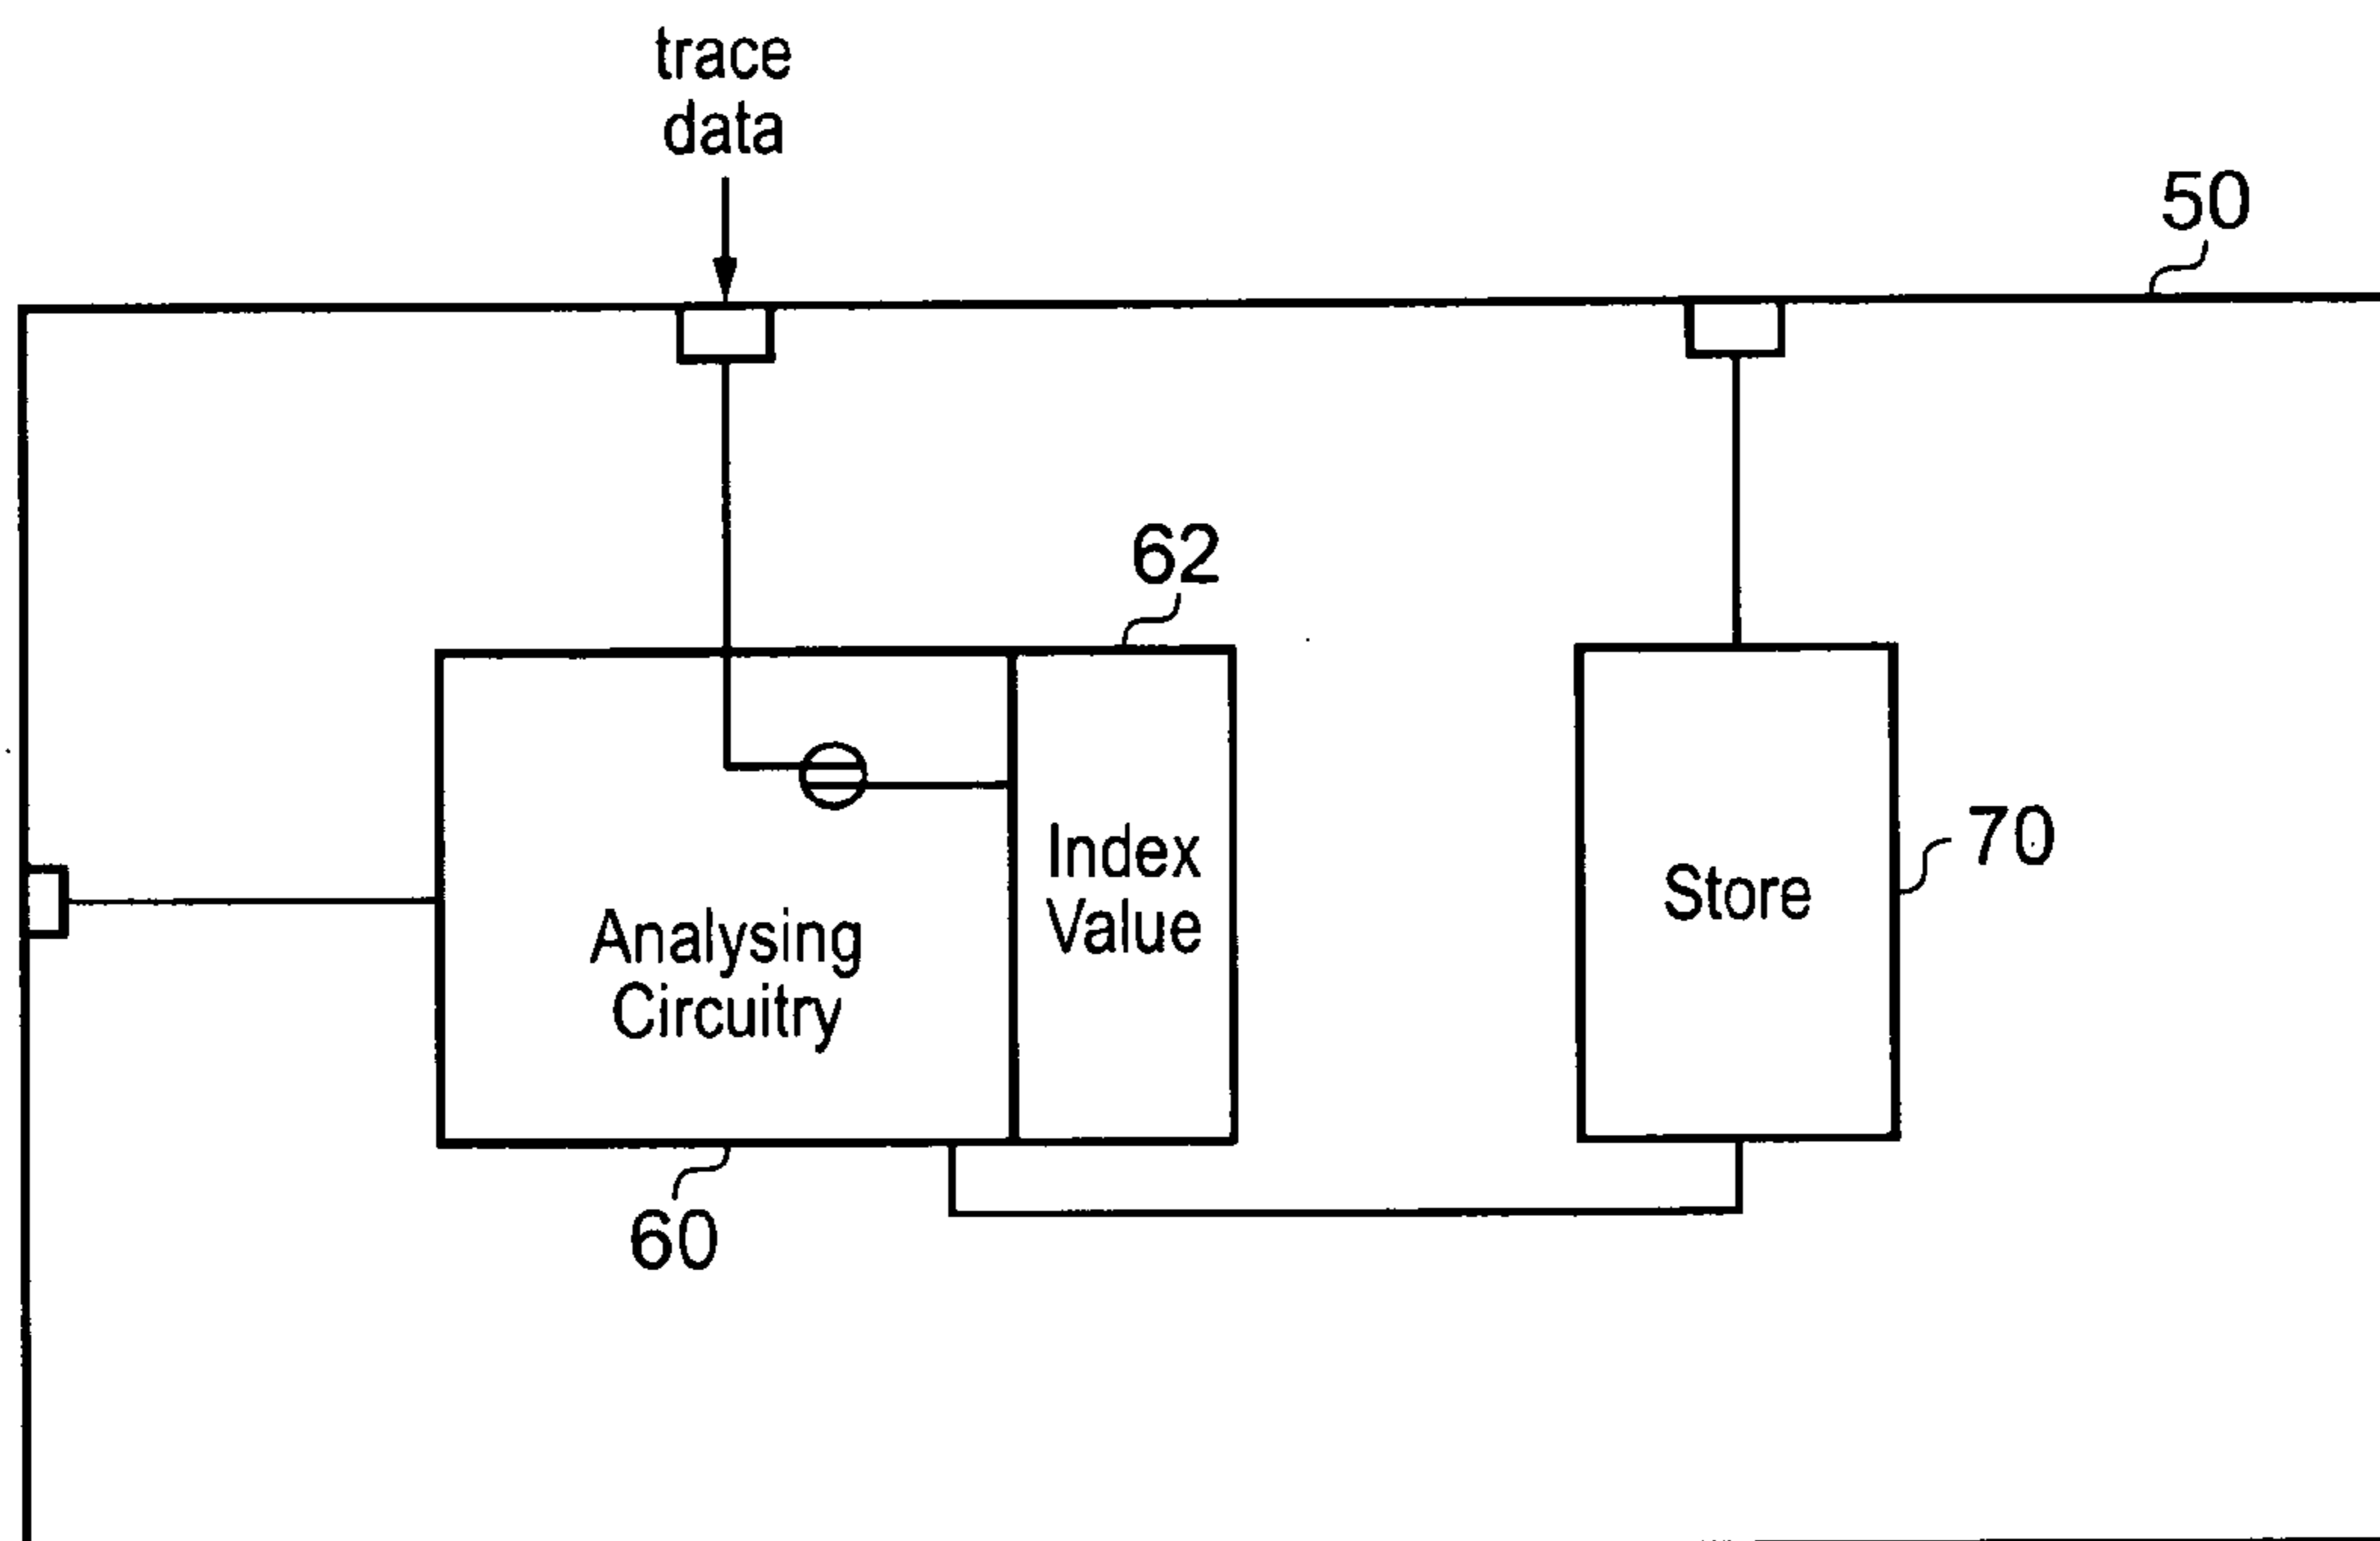 trace
data
50
62
Index
Value
Store
70
Analysing
Circuitry
60